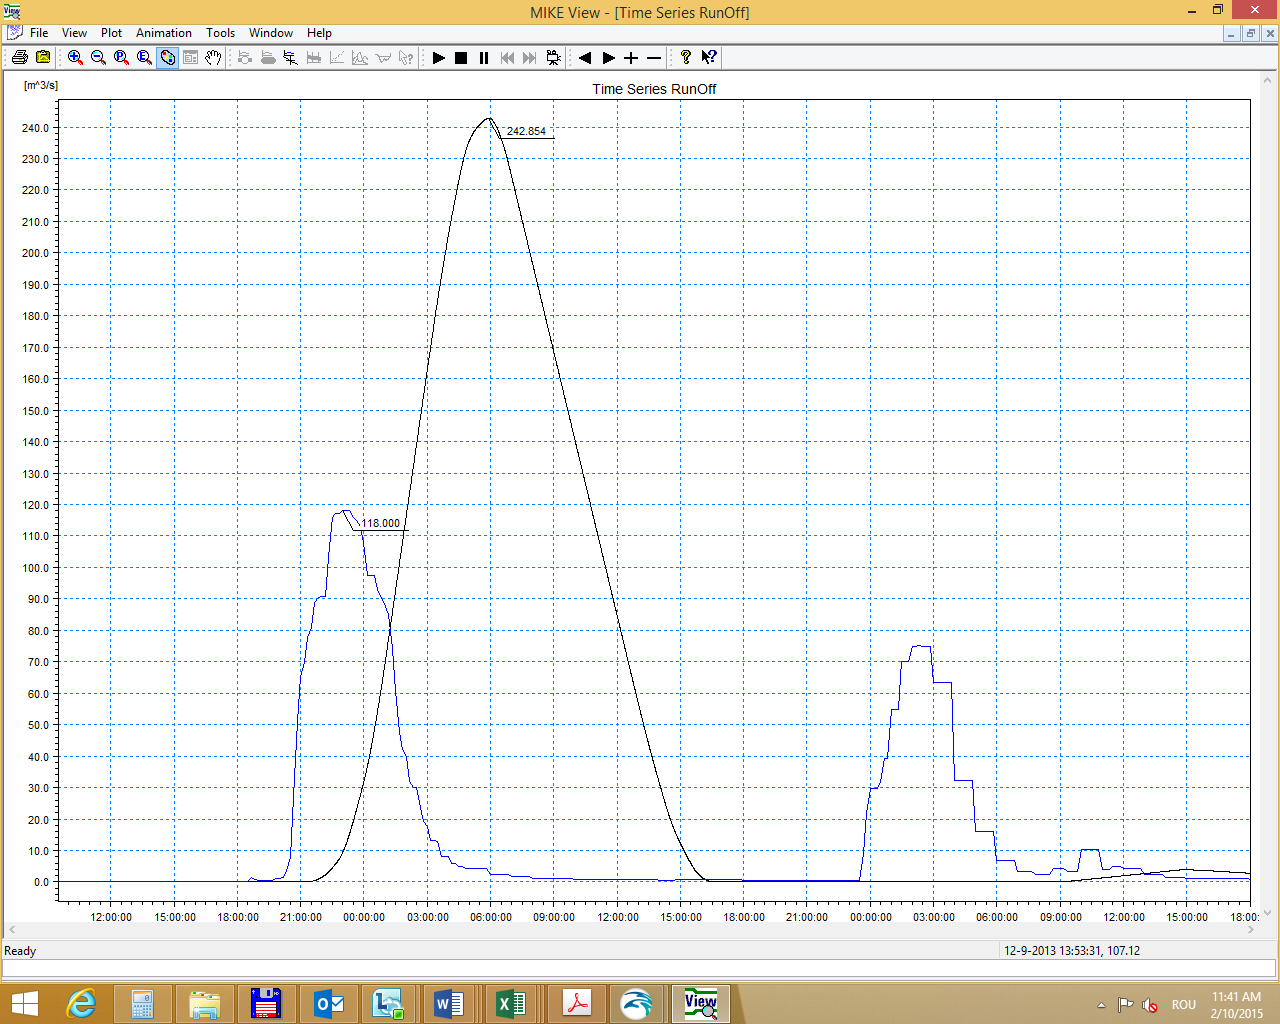 MIKE View - [Time Series RunOff]
File View Plot Animation Tools Window Help
[m^3/s]
Time Series RunOff
240.0
230.0
220.0
210.0
200.0
190.0
180.0
170.0
160.0
150.0
140.0
130.0
120.0
110.0
100.0
90.0
80.0
70.0
60.0
50.0
40.0
30.0
20.0
10.0
0.0
242.854
118.000
12:00:00 15:00:00 18:00:00 21:00:00 00:00:00 03:00:00 06:00:00 09:00:00 12:00:00 15:00:00 18:00:00 21:00:00 00:00:00 03:00:00 06:00:00 09:00:00 12:00:00 15:00:00 18:00:
Ready
12-9-2013 13:53:31, 107.12
View
ROU
11:41 AM
2/10/2015